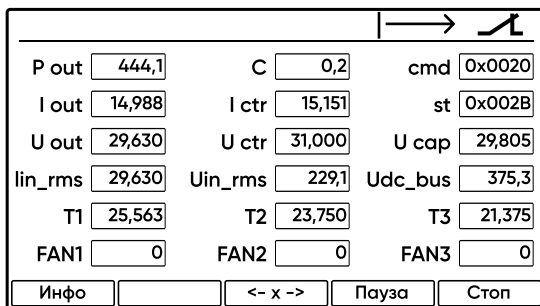 P out 444,1 C 0,2 cmd 0x0020
I out 14,988 I ctr 15,151 st 0x002B
U out 29,630 U ctr 31,000 U cap 29,805
Iin_rms 29,630 Uin_rms 229,1 Udc_bus 375,3
T1 25,563 T2 23,750 T3 21,375
FAN1 0 FAN2 0 FAN3 0
Инфо <- x -> Пауза Стоп